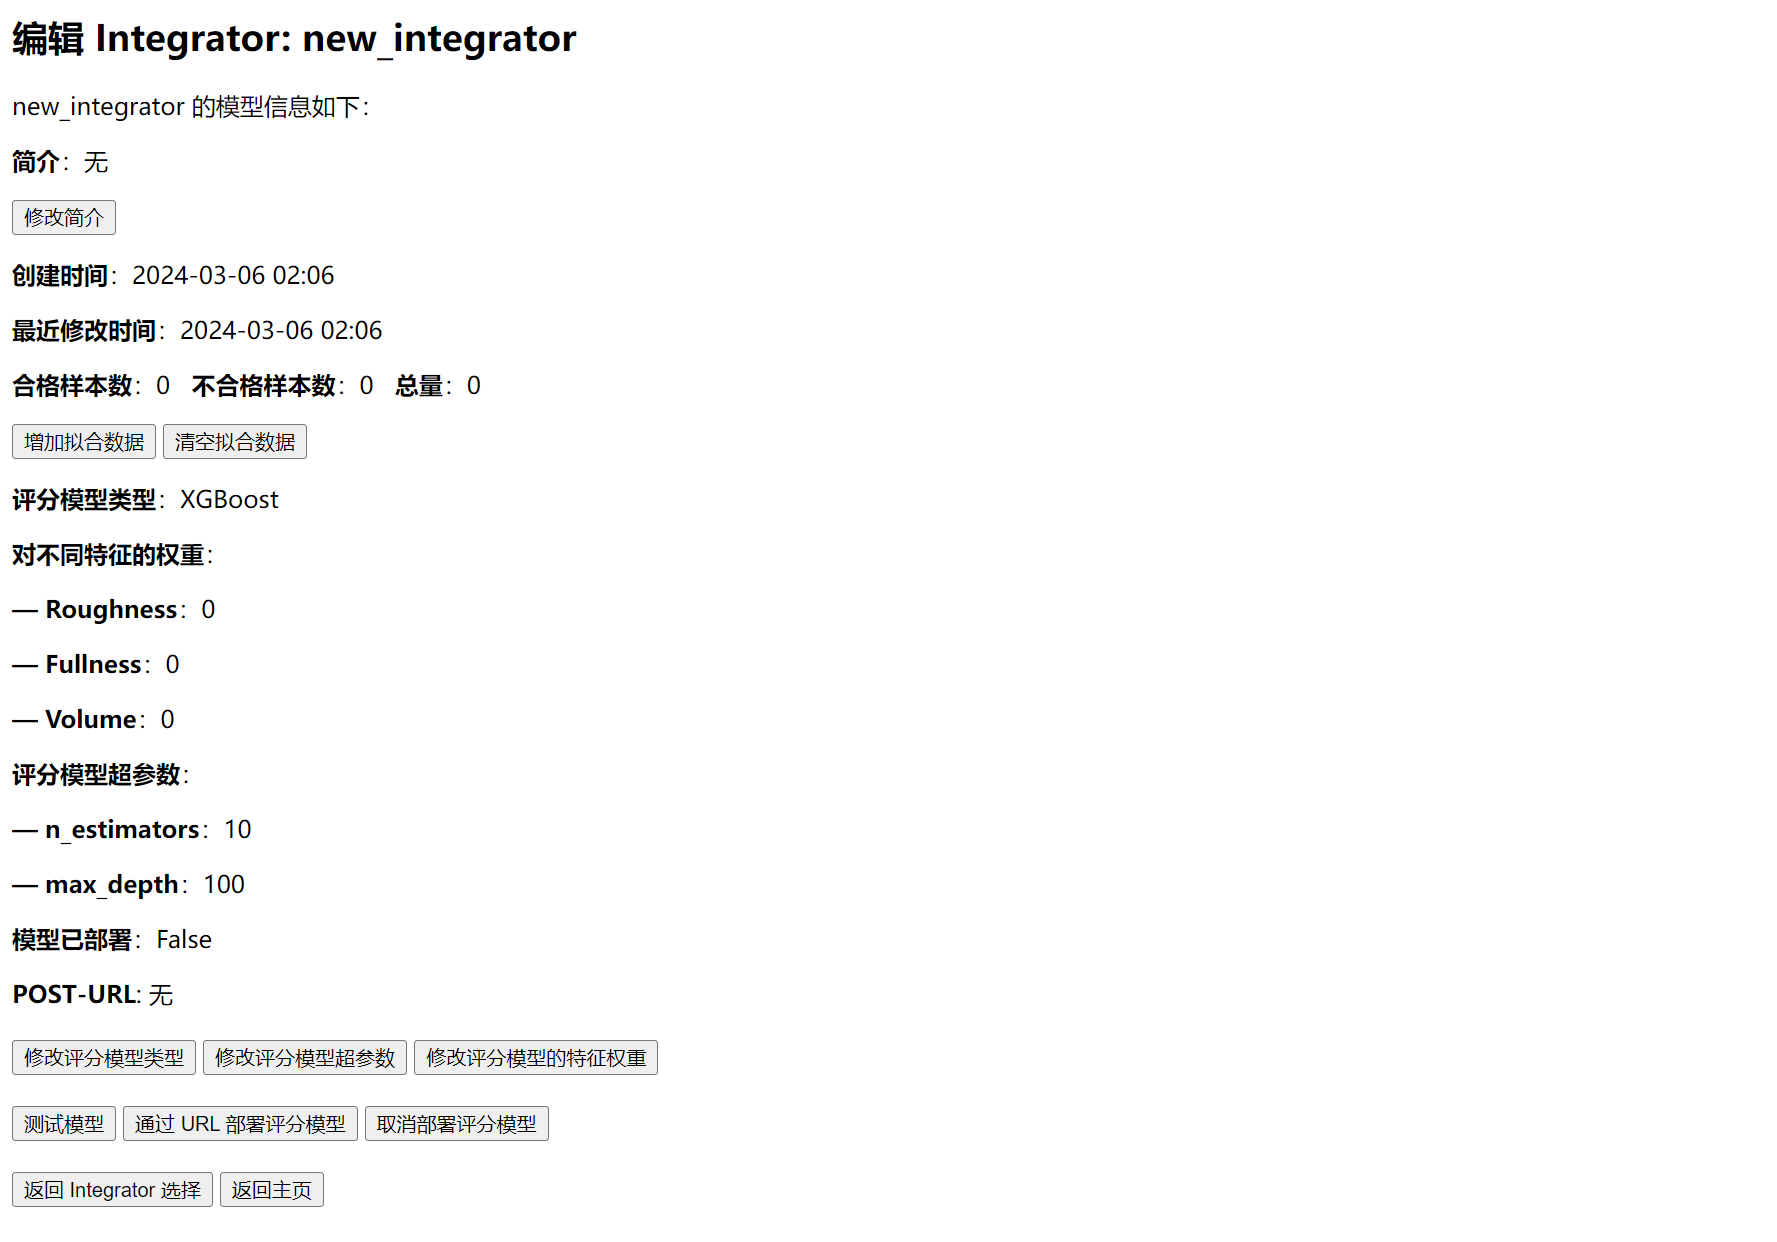 编辑 Integrator: new_integrator
new_integrator 的模型信息如下：
简介：无
修改简介
创建时间：2024-03-06 02:06
最近修改时间：2024-03-06 02:06
合格样本数：0 不合格样本数：0 总量：0
增加拟合数据 清空拟合数据
评分模型类型：XGBoost
对不同特征的权重：
— Roughness：0
— Fullness：0
— Volume：0
评分模型超参数：
— n_estimators：10
— max_depth：100
模型已部署：False
POST-URL: 无
修改评分模型类型 修改评分模型超参数 修改评分模型的特征权重
测试模型 通过 URL 部署评分模型 取消部署评分模型
返回 Integrator 选择 返回主页